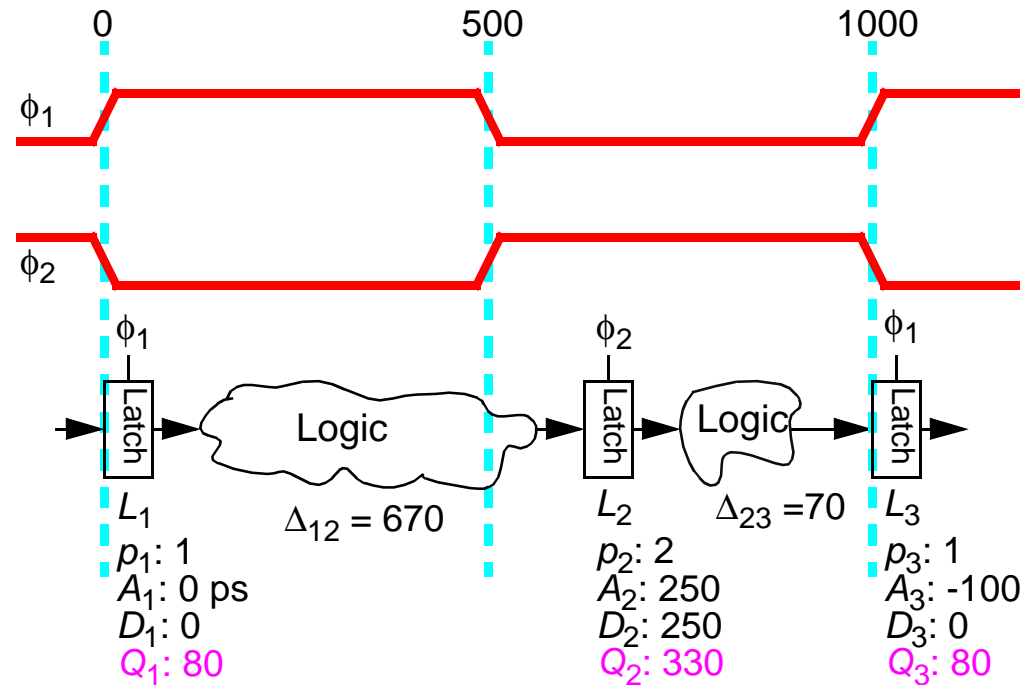 0 500 1000
ϕ1
ϕ2
ϕ1 ϕ2 ϕ1
Latch Logic Latch Logic Latch
L1 Δ12 = 670 L2 Δ23 =70 L3
p1: 1 p2: 2 p3: 1
A1: 0 ps A2: 250 A3: -100
D1: 0 D2: 250 D3: 0
Q1: 80 Q2: 330 Q3: 80